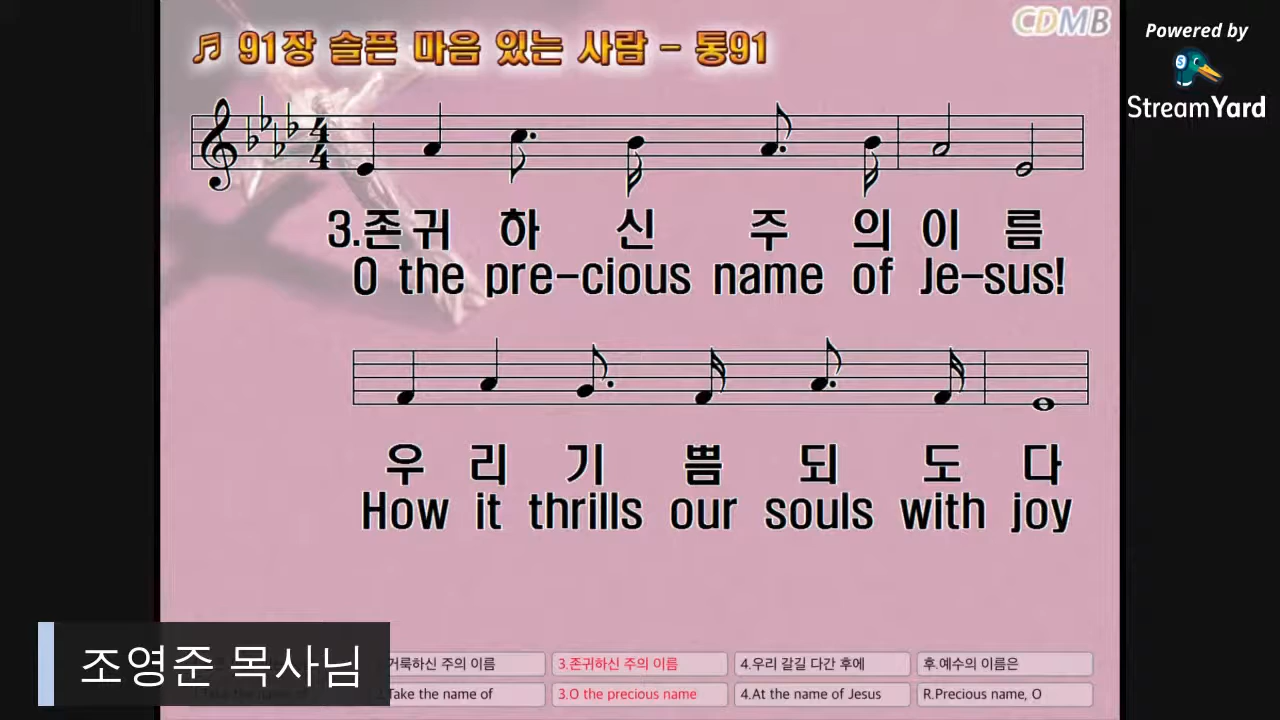 CDMB
Powered by
StreamYard
91장 슬픈 마음 있는 사람 - 통91
3.존귀하신 주의이름
O the pre-cious name of Je-sus!
우리기쁨되도다
How it thrills our souls with joy
조영준 목사님
거룩하신 주의 이름
3.존귀하신 주의 이름
4.우리 갈길 다간 후에
후.예수의 이름은
Take the name of
3.O the precious name
4.At the name of Jesus
R.Precious name, O